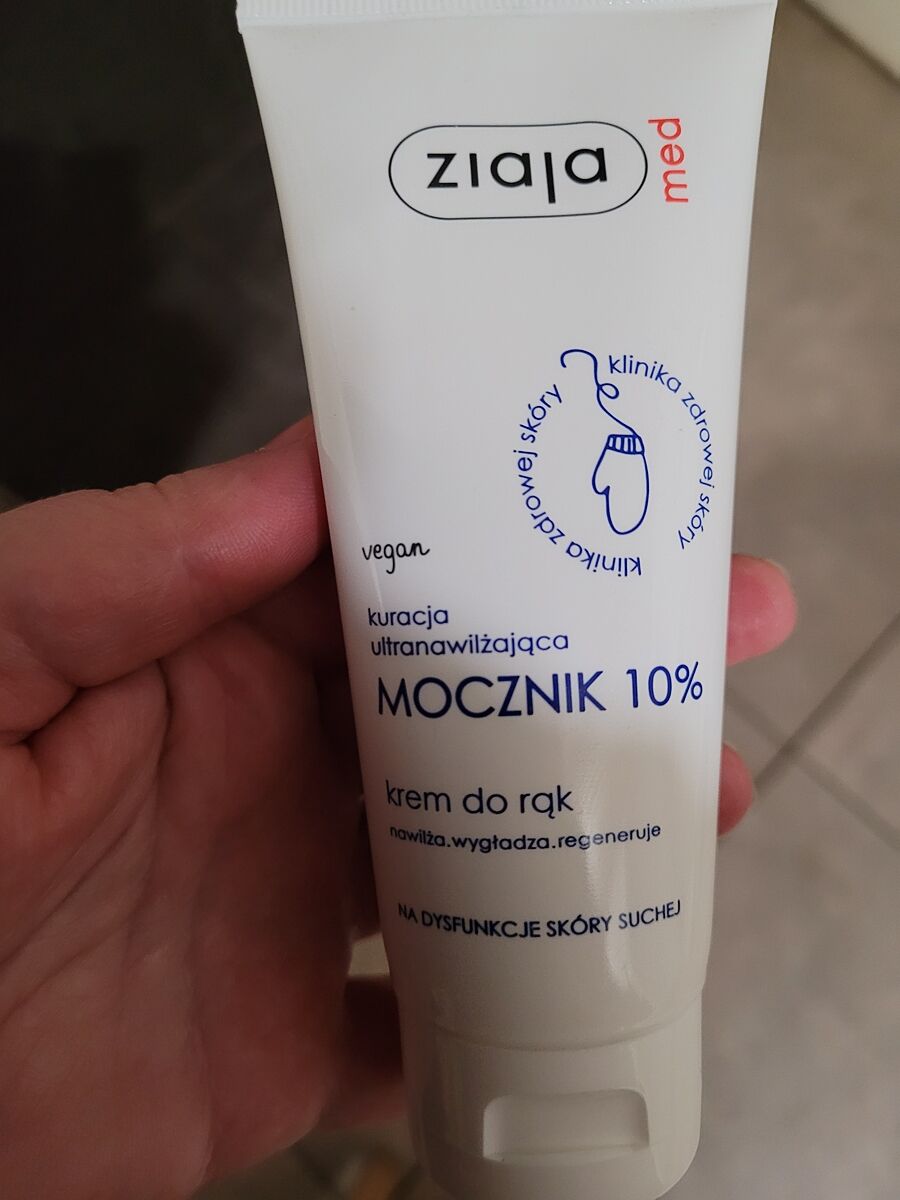 ziaja
med
klinika zdrowej skóry
klinika zdrowej skóry
vegan
kuracja
ultranawilżająca
MOCZNIK 10%
krem do rąk
nawilża.wygładza.regeneruje
NA DYSFUNKCJE SKÓRY SUCHEJ